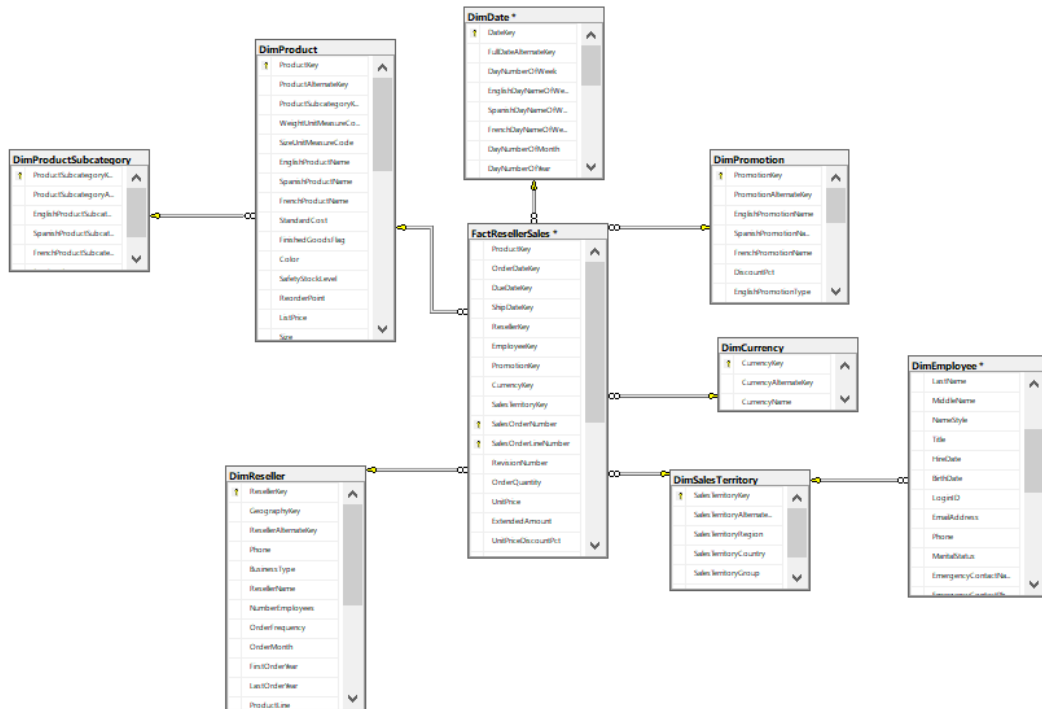 DimDate *
DateKey
FullDateAlternateKey
DayNumberOfWeek
EnglishDayNameOfWe...
SpanishDayNameOfW...
FrenchDayNameOfWe...
DayNumberOfMonth
DayNumberOfYear
DimProduct
ProductKey
ProductAlternateKey
ProductSubcategoryK...
WeightUnitMeasureCo...
SizeUnitMeasureCode
EnglishProductName
SpanishProductName
FrenchProductName
StandardCost
FinishedGoodsFlag
Color
SafetyStockLevel
ReorderPoint
ListPrice
Size
DimProductSubcategory
ProductSubcategoryK...
ProductSubcategoryA...
EnglishProductSubcat...
SpanishProductSubcat...
FrenchProductSubcate...
DimPromotion
PromotionKey
PromotionAlternateKey
EnglishPromotionName
SpanishPromotionNa...
FrenchPromotionName
DiscountPct
EnglishPromotionType
FactResellerSales *
ProductKey
OrderDateKey
DueDateKey
ShipDateKey
ResellerKey
EmployeeKey
PromotionKey
CurrencyKey
SalesTerritoryKey
SalesOrderNumber
SalesOrderLineNumber
RevisionNumber
OrderQuantity
UnitPrice
ExtendedAmount
UnitPriceDiscountPct
DimCurrency
CurrencyKey
CurrencyAlternateKey
CurrencyName
DimEmployee *
LastName
MiddleName
NameStyle
Title
HireDate
BirthDate
LoginID
EmailAddress
Phone
MaritalStatus
EmergencyContactNa...
EmergencyContactPh...
DimReseller
ResellerKey
GeographyKey
ResellerAlternateKey
Phone
BusinessType
ResellerName
NumberEmployees
OrderFrequency
OrderMonth
FirstOrderYear
LastOrderYear
ProductLine
DimSalesTerritory
SalesTerritoryKey
SalesTerritoryAlternate...
SalesTerritoryRegion
SalesTerritoryCountry
SalesTerritoryGroup